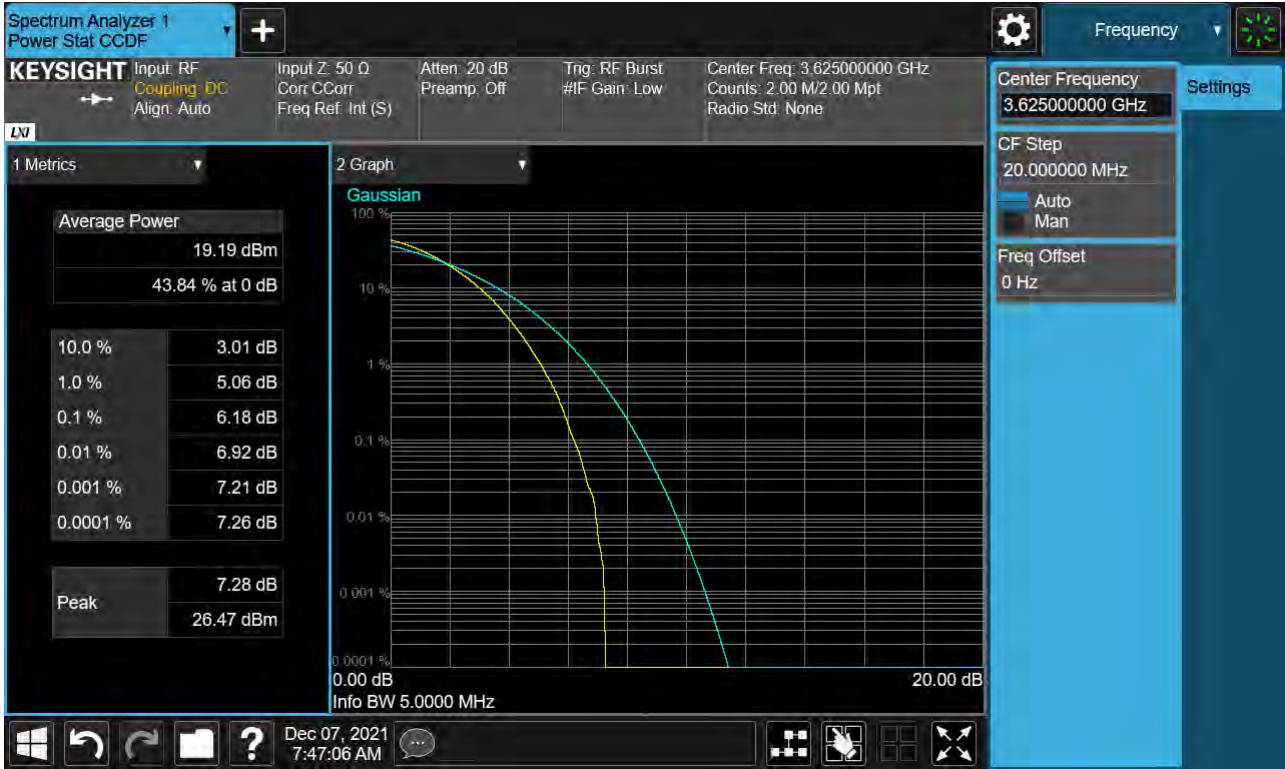 Spectrum Analyzer 1
Power Stat CCDF
Frequency
KEYSIGHT
LXI
Input: RF
Coupling: DC
Align: Auto
Input Z: 50 Ω
Corr CCorr
Freq Ref: Int (S)
Atten: 20 dB
Preamp: Off
Trig: RF Burst
#IF Gain: Low
Center Freq: 3.625000000 GHz
Counts: 2.00 M/2.00 Mpt
Radio Std: None
Center Frequency
3.625000000 GHz
Settings
CF Step
20.000000 MHz
Auto
Man
Freq Offset
0 Hz
1 Metrics
Average Power
19.19 dBm
43.84 % at 0 dB
10.0 % 3.01 dB
1.0 % 5.06 dB
0.1 % 6.18 dB
0.01 % 6.92 dB
0.001 % 7.21 dB
0.0001 % 7.26 dB
Peak
7.28 dB
26.47 dBm
2 Graph
Gaussian
100 %
10 %
1 %
0.1 %
0.01 %
0.001 %
0.0001 %
0.00 dB 20.00 dB
Info BW 5.0000 MHz
?
Dec 07, 2021
7:47:06 AM